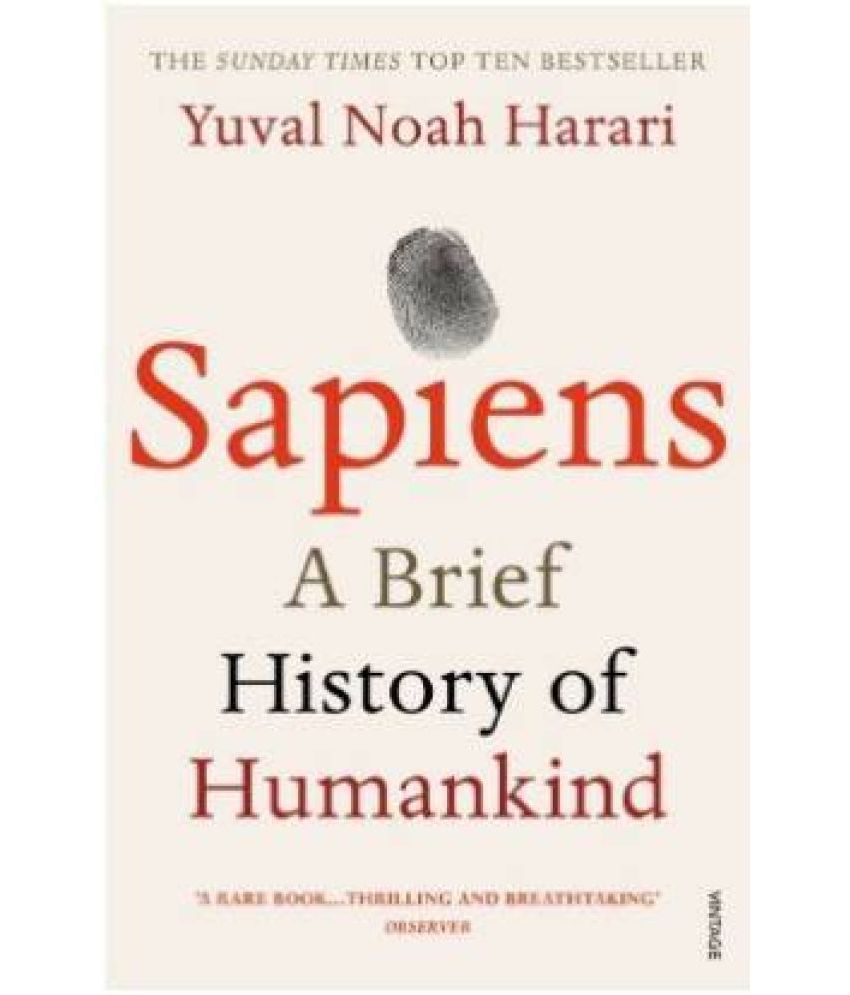 THE SUNDAY TIMES TOP TEN BESTSELLER
Yuval Noah Harari
Sapıens
A Brief
History of
Humankind
'A RARE BOOK...THRILLING AND BREATHTAKING'
OBSERVER
VINTAGE